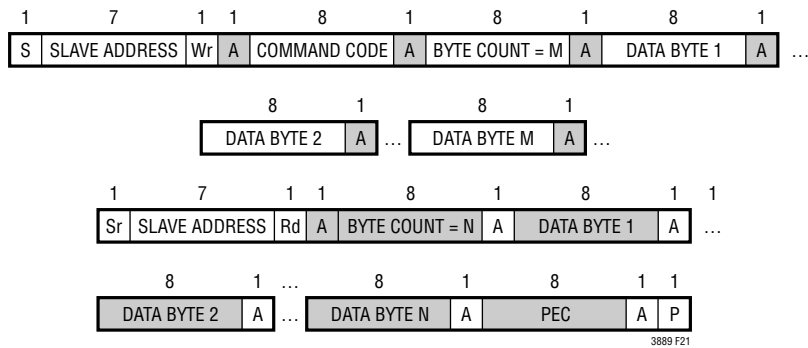 1 7 1 1 8 1 8 1 8 1
S SLAVE ADDRESS Wr A COMMAND CODE A BYTE COUNT = M A DATA BYTE 1 A …
8 1 8 1
DATA BYTE 2 A … DATA BYTE M A …
1 7 1 1 8 1 8 1 1
Sr SLAVE ADDRESS Rd A BYTE COUNT = N A DATA BYTE 1 A …
8 1 … 8 1 8 1 1
DATA BYTE 2 A … DATA BYTE N A PEC A P
3889 F21